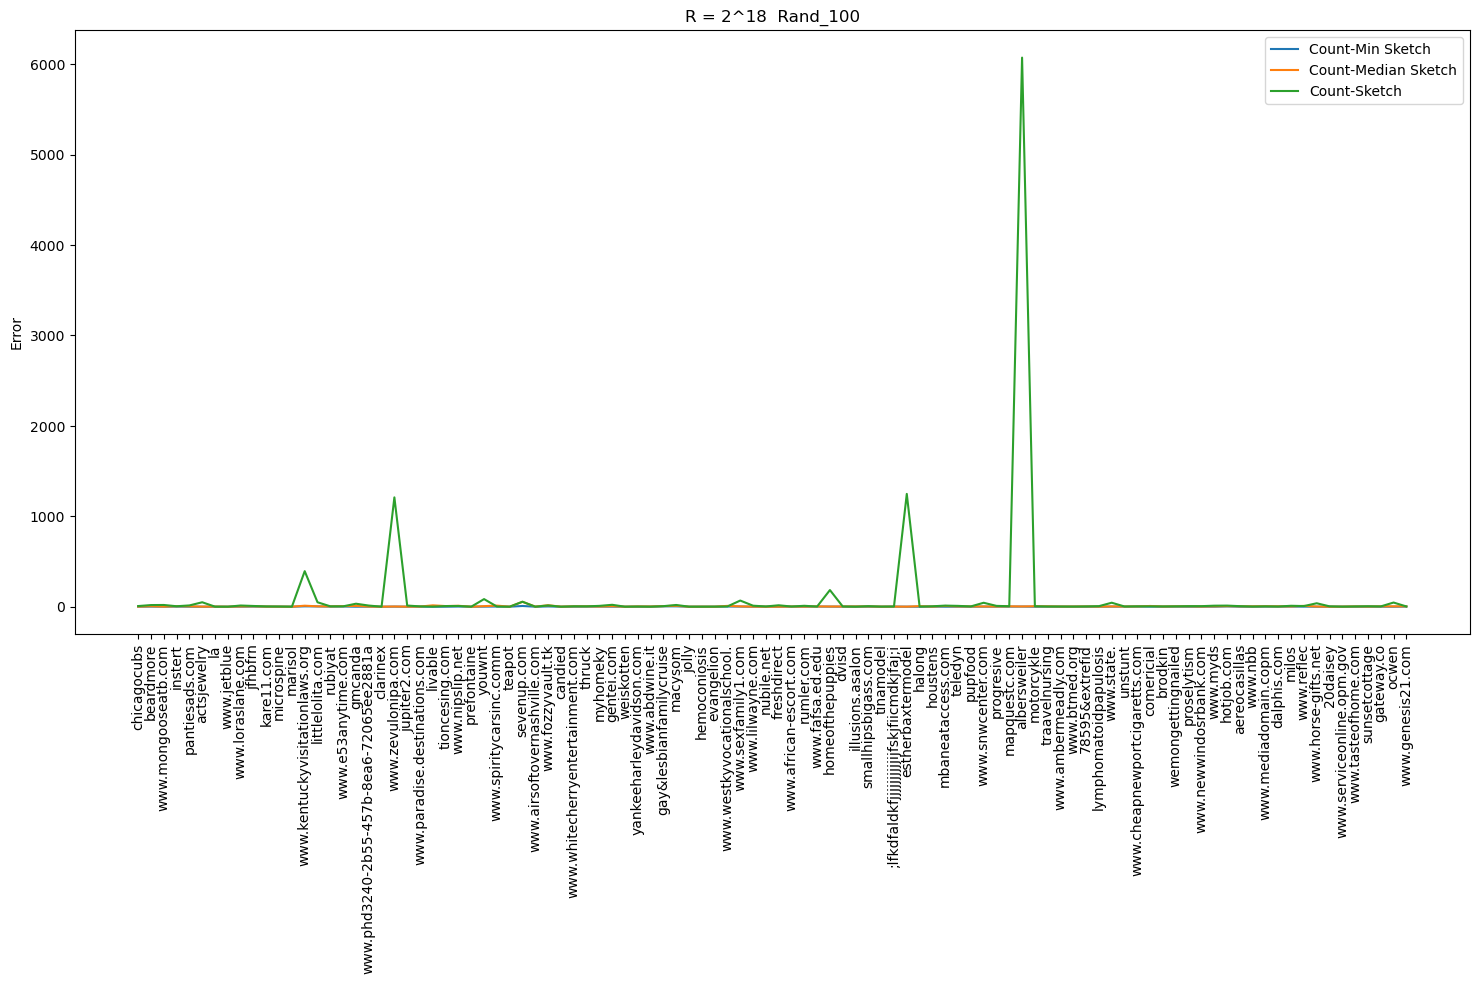 R = 2^18 Rand_100
Count-Min Sketch
Count-Median Sketch
Count-Sketch
Error
6000
5000
4000
3000
2000
1000
0
chicagocubs
beardmore
www.mongooseatb.com
instert
pantiesads.com
actsjewelry
la
www.jetblue
www.loraslane.com
fhhfrn
kare11.com
microspine
marisol
www.kentuckyvisitationlaws.org
littlelolita.com
rubiyat
www.e53anytime.com
gmcanda
www.phd3240-2b55-457b-8ea6-72065ee2881a
clarinex
www.zevulonipa.com
jupiter2.com
www.paradise.destinations.com
livable
tioncesing.com
www.nipslip.net
prefontaine
youwnt
www.spiritycarsinc.comm
teapot
sevenup.com
www.airsoftovernashville.com
www.fozzyvault.tk
candied
www.whitecherryentertainment.com
thruck
myhomeky
gentei.com
weiskotten
yankeeharleydavidson.com
www.abdwine.it
gay&lesbianfamilycruise
macysom
jolly
hemoconosis
evangelion
www.westkyvocationalschool.
www.sexfamily1.com
www.lilwayne.com
nubile.net
freshdirect
www.african-escort.com
rumler.com
www.fafsa.ed.edu
homeofthepuppies
dvisd
illusions.asalon
smallhipsbigass.com
tinamodel
estherbaxtermodel
halong
houstens
mbaneataccess.com
teledyn
pupfood
www.snwcenter.com
progresive
mapquestcc.com
albersweiler
motorcykle
travelnursing
www.ambermeadly.com
www.btmed.org
78595&extrefid
lymphomatoidpapulosis
www.state.
unstunt
www.cheapnewportcigaretts.com
comenial
brodkin
wemongettingnailed
proselytism
www.newwindosrbank.com
www.myds
hotjob.com
aereocasillas
www.nbb
www.mediadomain.copm
dalphis.com
milos
www.reflec
www.horse-gifts.net
20daisey
www.serviceonline.opm.gov
www.tasteofhome.com
sunsetcottage
gateway.co
ocwen
www.genesis21.com